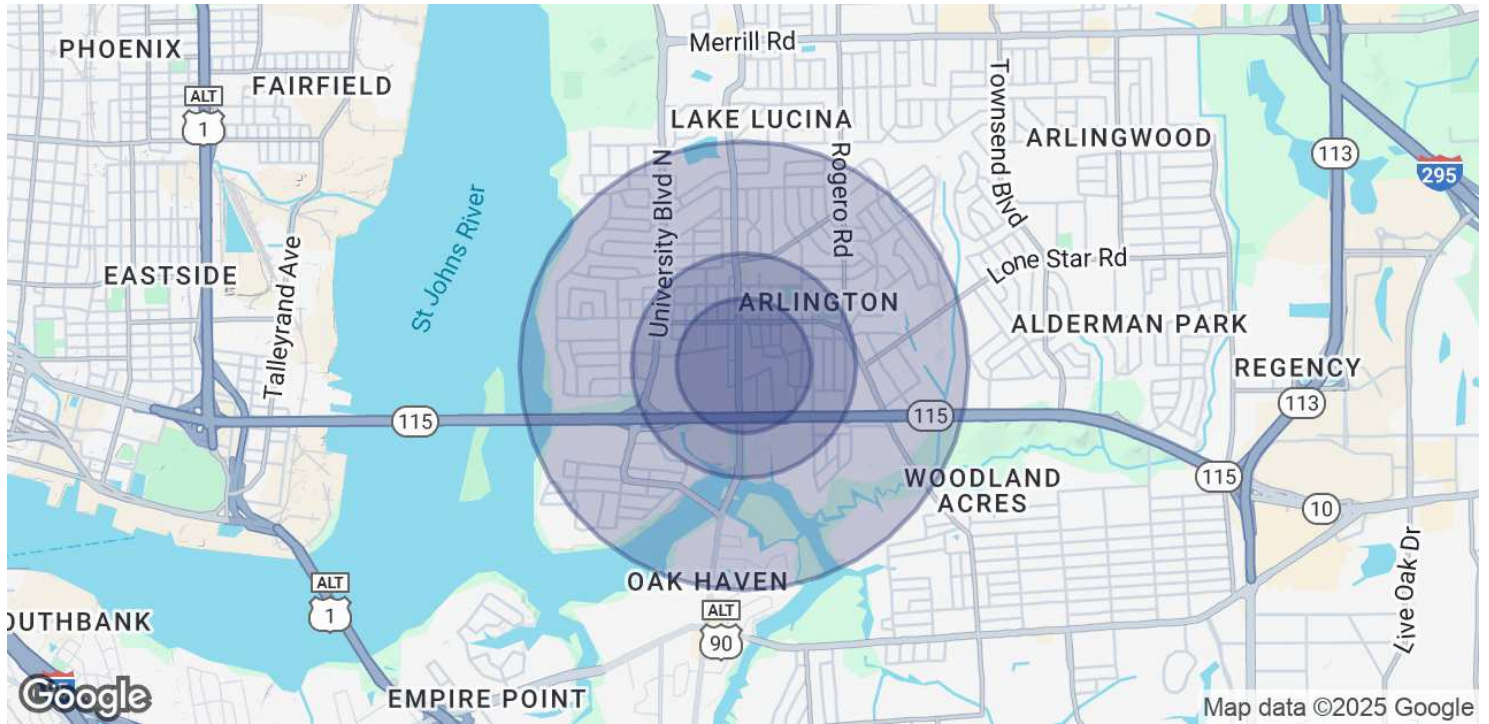 PHOENIX
FAIRFIELD
ALT
1
Merrill Rd
LAKE LUCINA
Townsend Blvd
ARLINGWOOD
113
295
Rogero Rd
University Blvd N
St Johns River
EASTSIDE
Talleyrand Ave
Lone Star Rd
ARLINGTON
ALDERMAN PARK
REGENCY
113
115
115
WOODLAND
ACRES
115
10
OAK HAVEN
ALT
1
ALT
90
Live Oak Dr
OUTHBANK
EMPIRE POINT
Google
Map data ©2025 Google